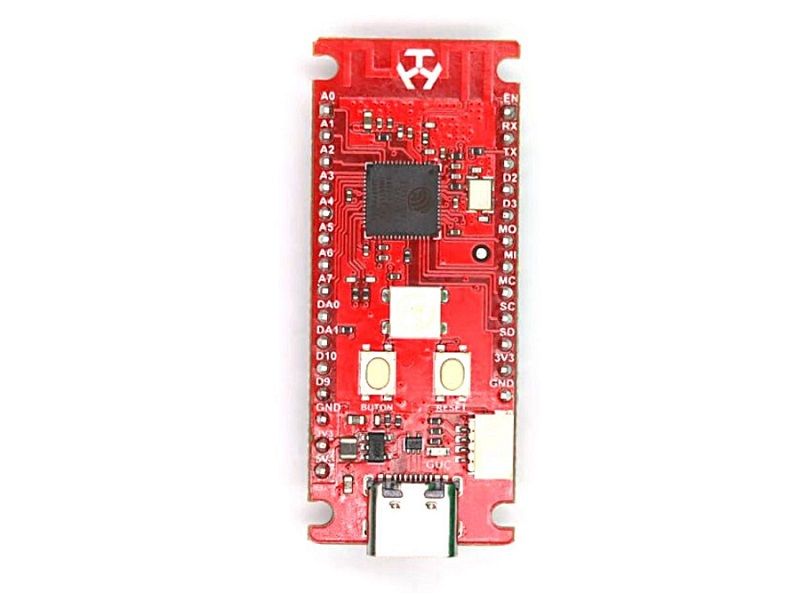 A0
A1
A2
A3
A4
A5
A6
A7
DA0
DA1
D10
D9
GND
3V3
5V
EN
RX
TX
D2
D3
MO
MI
MC
SC
SD
3V3
GND
BUTON
RESET
GUC